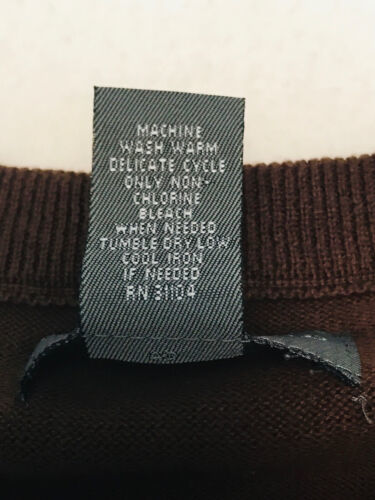 MACHINE
WASH WARM
DELICATE CYCLE
ONLY NON-
CHLORINE
BLEACH
WHEN NEEDED
TUMBLE DRY LOW
COOL IRON
IF NEEDED
RN 31104